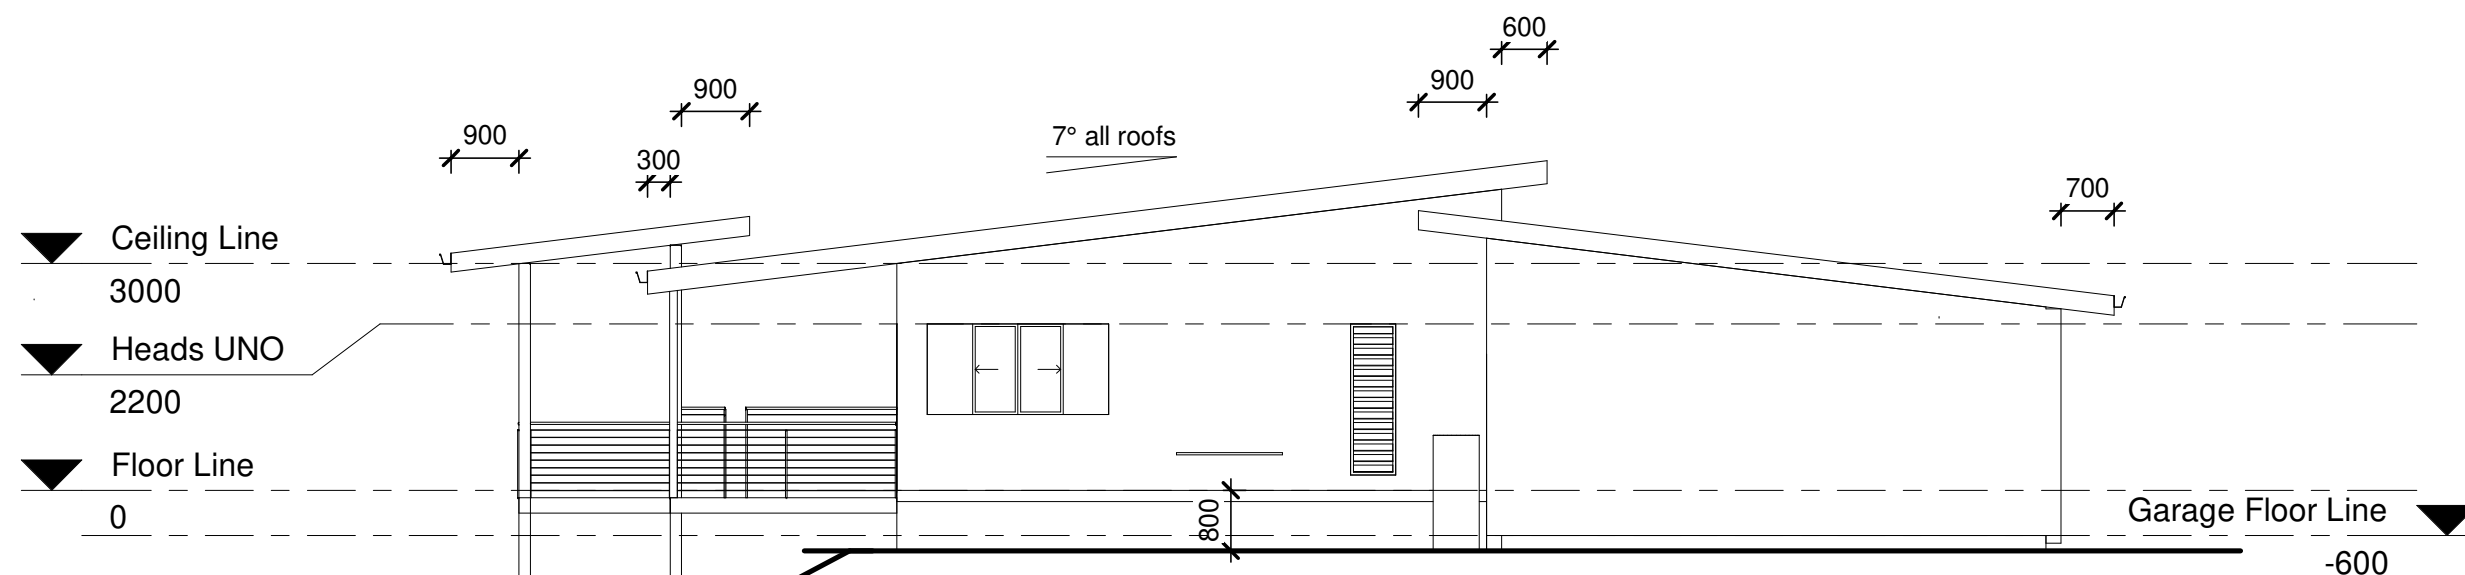 600
900
900
900
7° all roofs
300
700
Ceiling Line
3000
Heads UNO
2200
Floor Line
0
800
Garage Floor Line
-600